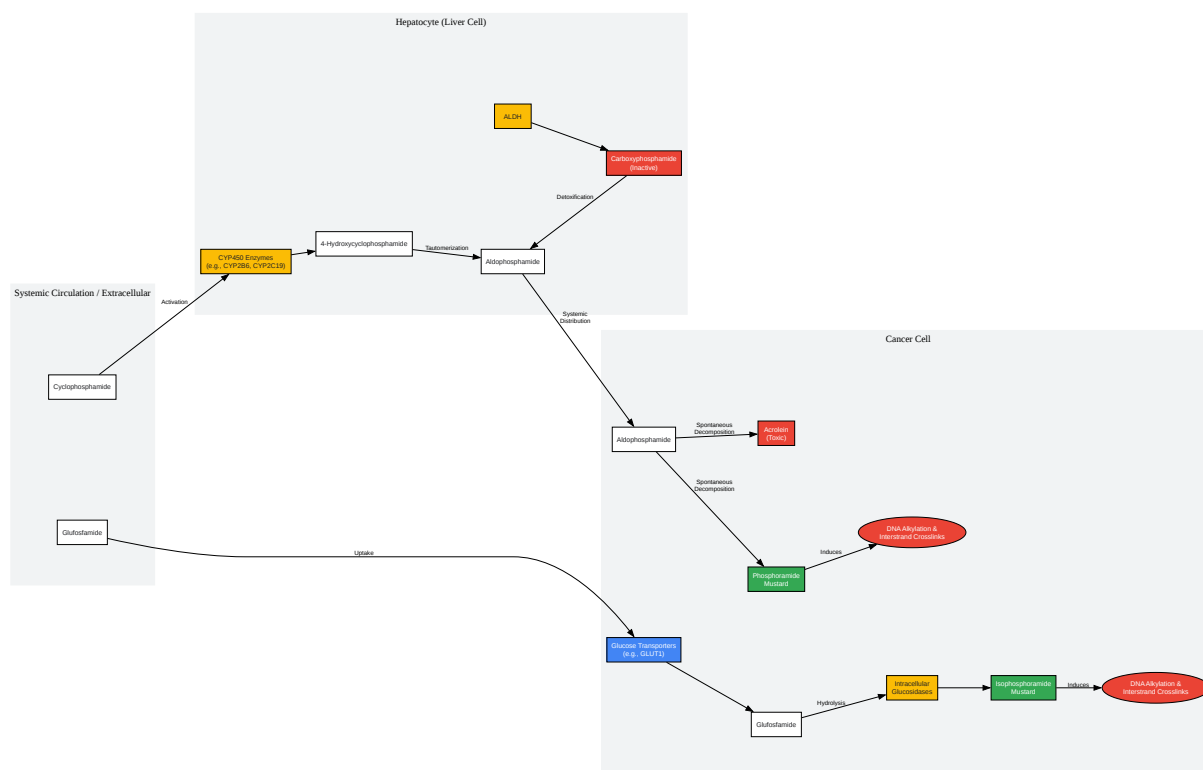 Hepatocyte (Liver Cell)
ALDH
Carboxyphosphamide
(Inactive)
Detoxification
4-Hydroxycyclophosphamide
Tautomerization
CYP450 Enzymes
(e.g., CYP2B6, CYP2C19)
Aldophosphamide
Systemic Circulation / Extracellular
Activation
Systemic
Distribution
Cancer Cell
Cyclophosphamide
Aldophosphamide
Spontaneous
Decomposition
Acrolein
(Toxic)
Spontaneous
Decomposition
Glufosfamide
Uptake
DNA Alkylation &
Interstrand Crosslinks
Induces
Phosphoramide
Mustard
Glucose Transporters
(e.g., GLUT1)
Glufosfamide
Hydrolysis
Intracellular
Glucosidases
Isophosphoramide
Mustard
Induces
DNA Alkylation &
Interstrand Crosslinks